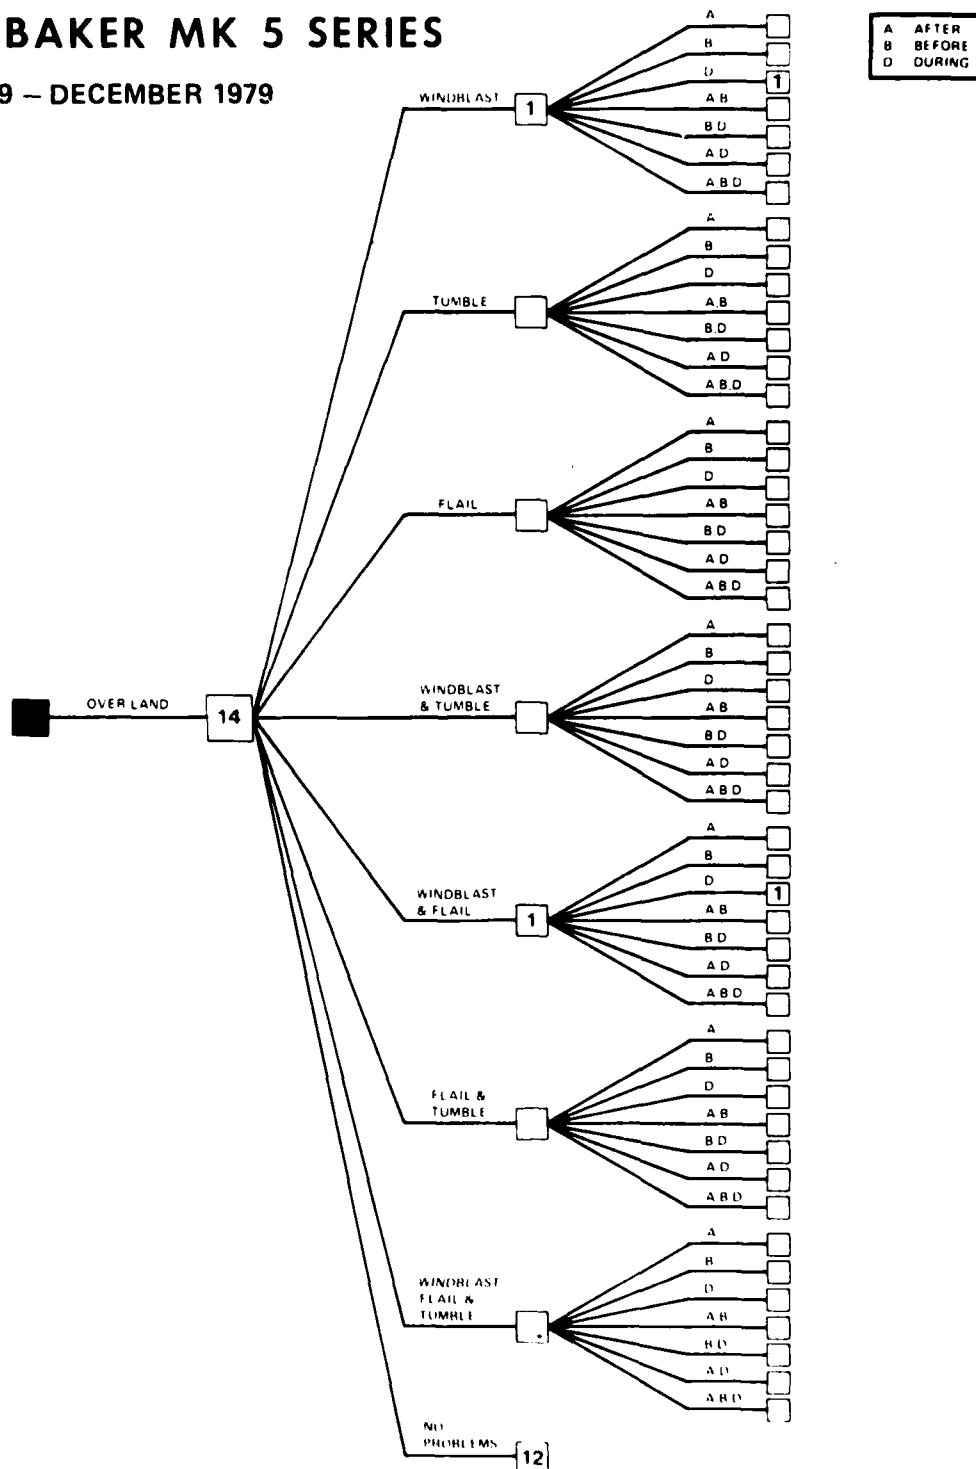 BAKER MK 5 SERIES
9 – DECEMBER 1979
A AFTER
B BEFORE
D DURING
WINDBLAST
1
A
B
D
1
A B
B D
A.D
A.B.D
TUMBLE
A
B
D
A.B
B.D
A D
A.B.D
FLAIL
A
B
D
A B
B D
A D
A B D
OVER LAND
14
WINDBLAST
& TUMBLE
A
B
D
A B
B D
A D
A B D
WINDBLAST
& FLAIL
1
A
B
D
1
A B
B D
A D
A B D
FLAIL &
TUMBLE
A
B
D
A B
B D
A D
A B D
WINDBLAST
FLAIL &
TUMBLE
A
B
D
A B
B D
A D
A B D
NO
PROBLEMS
12